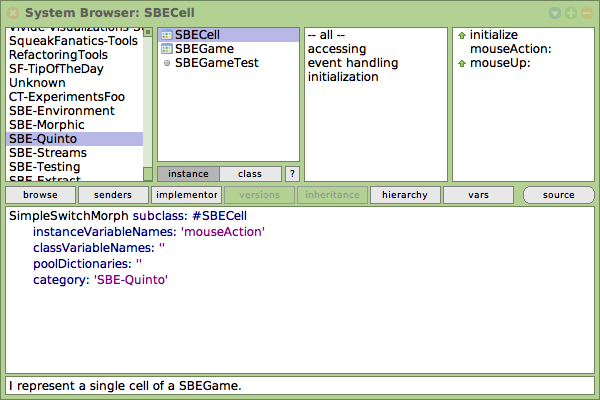 System Browser: SBECell
Vivide Visualizations S
SqueakFanatics-Tools
RefactoringTools
SF-TipOfTheDay
Unknown
CT-ExperimentsFoo
SBE-Environment
SBE-Morphic
SBE-Quinto
SBE-Streams
SBE-Testing
SBE-Extract
SBECell
SBEGame
SBEGameTest
instance class ?
-- all --
accessing
event handling
initialization
initialize
mouseAction:
mouseUp:
browse senders implementor versions inheritance hierarchy vars source
SimpleSwitchMorph subclass: #SBECell
instanceVariableNames: 'mouseAction'
classVariableNames: ''
poolDictionaries: ''
category: 'SBE-Quinto'
I represent a single cell of a SBEGame.